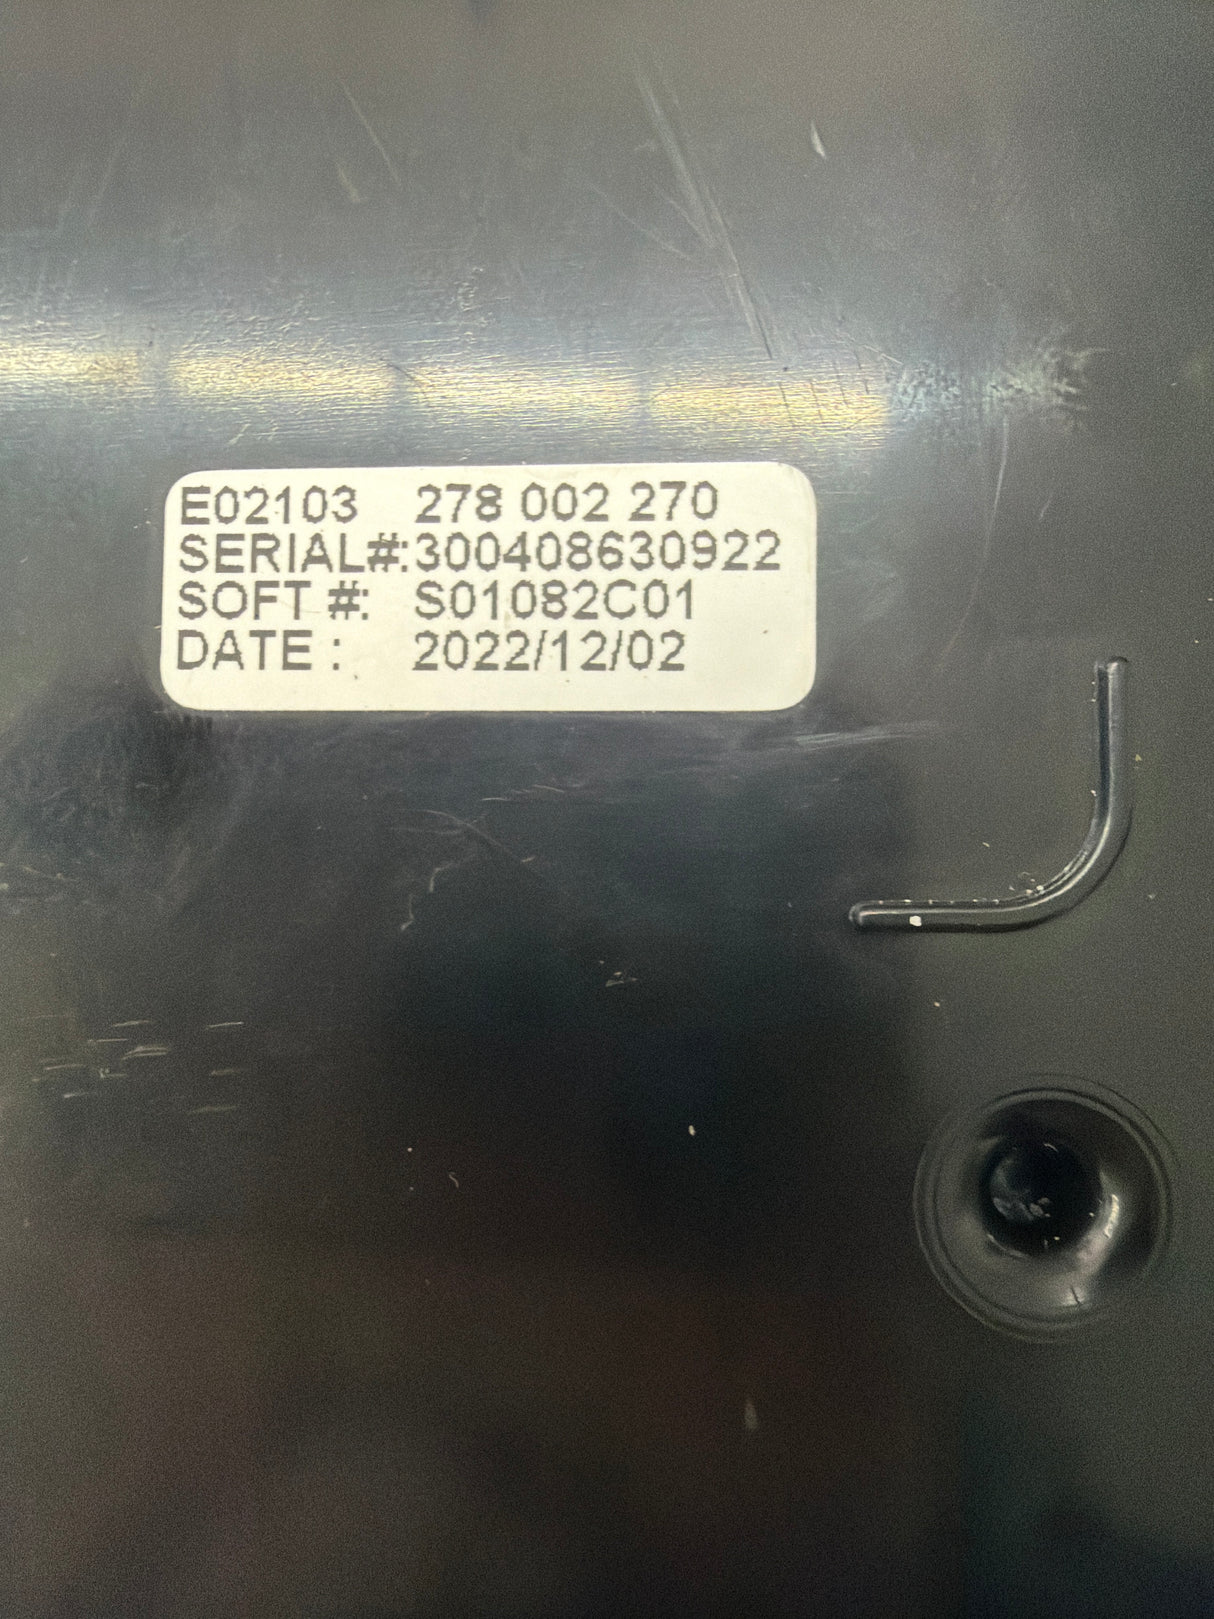 E02103 278 002 270
SERIAL#:300408630922
SOFT #: S01082C01
DATE : 2022/12/02